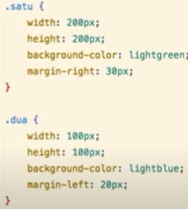 .satu {
width: 200px;
height: 200px;
background-color: lightgreen;
margin-right: 30px;
}
.dua {
width: 100px;
height: 100px;
background-color: lightblue;
margin-left: 20px;
}